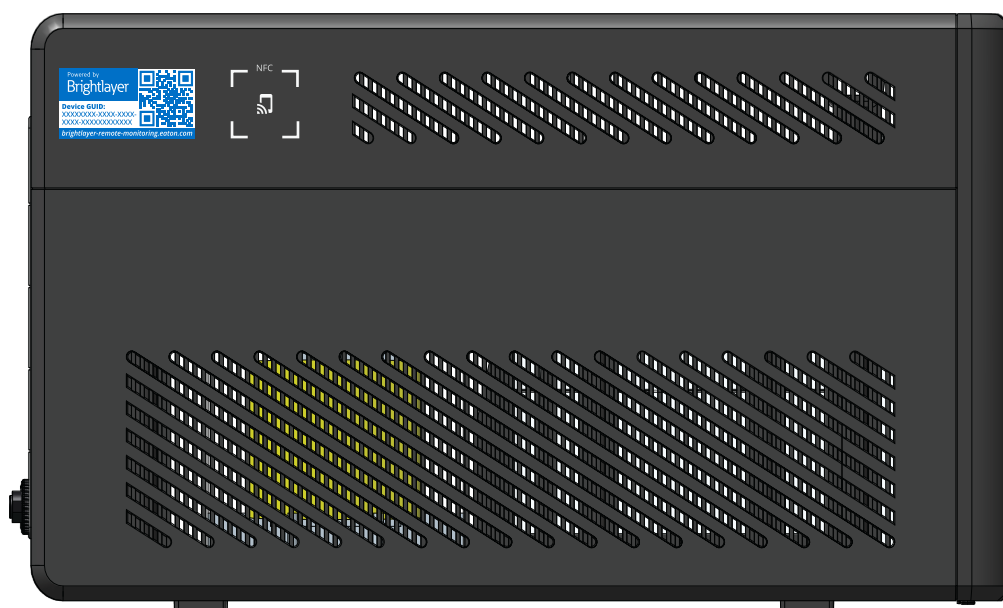 Powered by
Brightlayer
Device GUID:
XXXXXXXX-XXXX-XXXX-
XXXX-XXXXXXXXXXXX
brightlayer-remote-monitoring.eaton.com
NFC